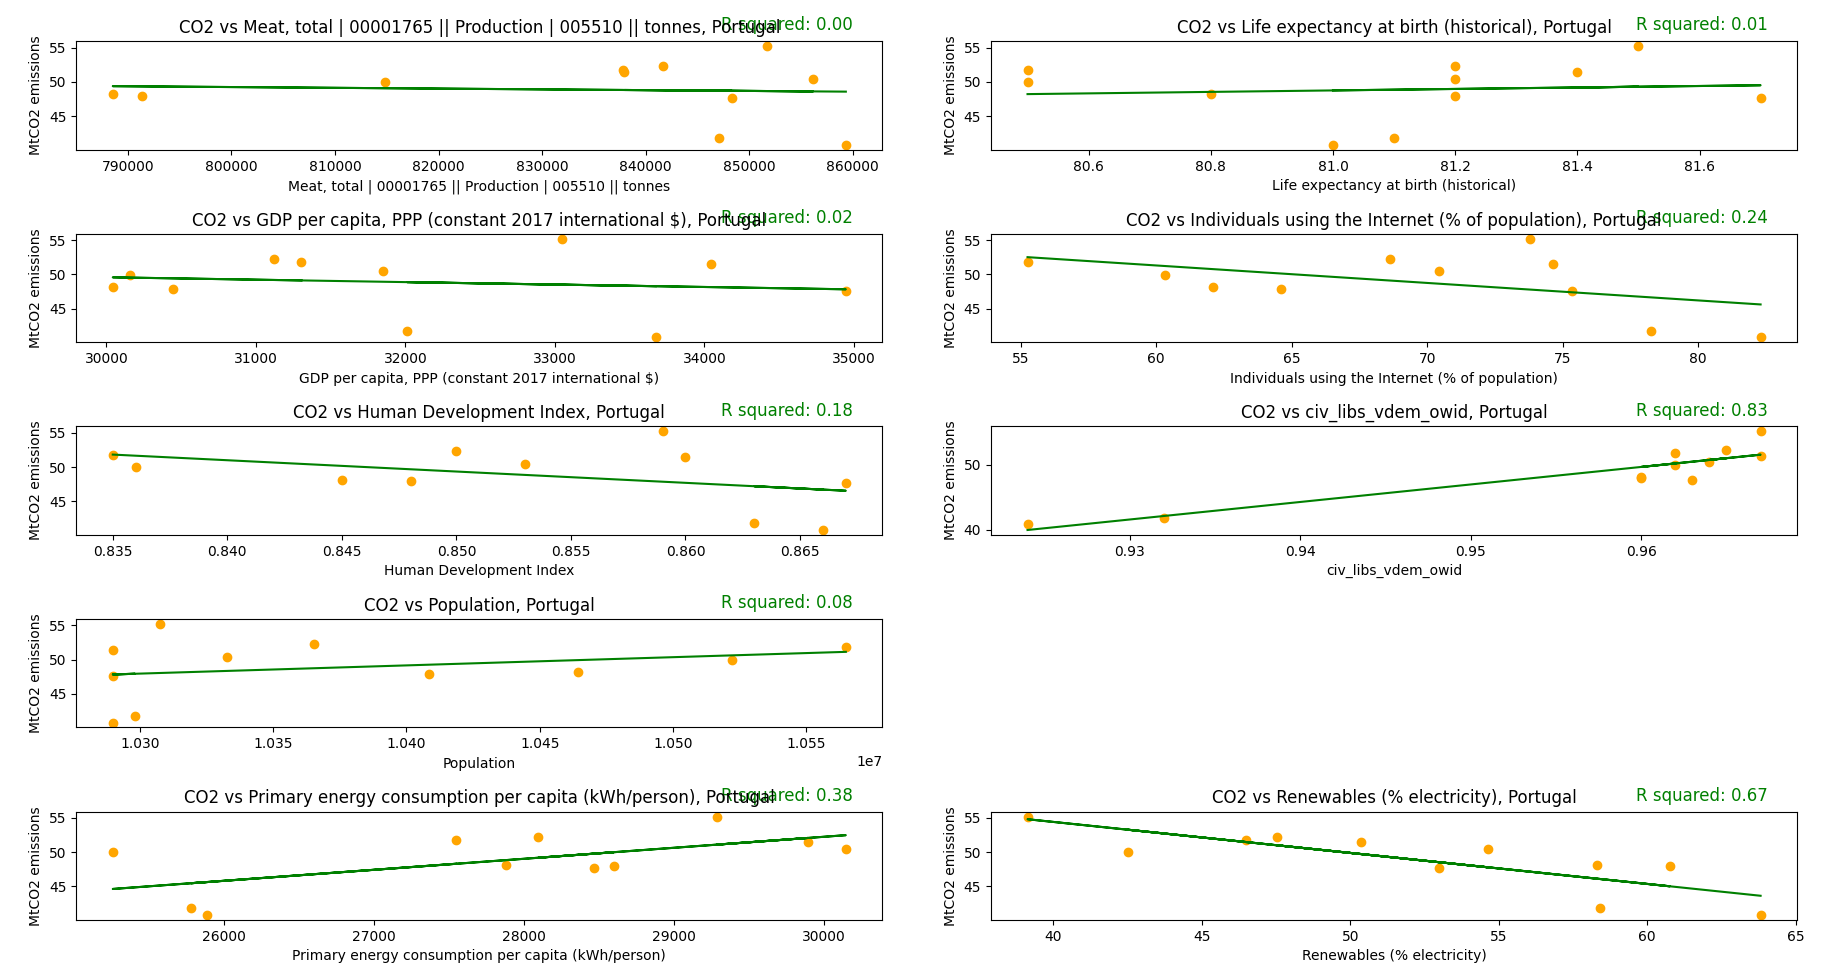 CO2 vs Meat, total | 00001765 || Production | 005510 || tonnes, Portugal
R squared: 0.00
55
50
45
MtCO2 emissions
790000 800000 810000 820000 830000 840000 850000 860000
Meat, total | 00001765 || Production | 005510 || tonnes
CO2 vs Life expectancy at birth (historical), Portugal
R squared: 0.01
55
50
45
MtCO2 emissions
80.6 80.8 81.0 81.2 81.4 81.6
Life expectancy at birth (historical)
CO2 vs GDP per capita, PPP (constant 2017 international $), Portugal
R squared: 0.02
55
50
45
MtCO2 emissions
30000 31000 32000 33000 34000 35000
GDP per capita, PPP (constant 2017 international $)
CO2 vs Individuals using the Internet (% of population), Portugal
R squared: 0.24
55
50
45
MtCO2 emissions
55 60 65 70 75 80
Individuals using the Internet (% of population)
CO2 vs Human Development Index, Portugal
R squared: 0.18
55
50
45
MtCO2 emissions
0.835 0.840 0.845 0.850 0.855 0.860 0.865
Human Development Index
CO2 vs civ_libs_vdem_owid, Portugal
R squared: 0.83
50
40
MtCO2 emissions
0.93 0.94 0.95 0.96
civ_libs_vdem_owid
CO2 vs Population, Portugal
R squared: 0.08
55
50
45
MtCO2 emissions
1.030 1.035 1.040 1.045 1.050 1.055
1e7
Population
CO2 vs Primary energy consumption per capita (kWh/person), Portugal
R squared: 0.38
55
50
45
MtCO2 emissions
26000 27000 28000 29000 30000
Primary energy consumption per capita (kWh/person)
CO2 vs Renewables (% electricity), Portugal
R squared: 0.67
55
50
45
MtCO2 emissions
40 45 50 55 60 65
Renewables (% electricity)